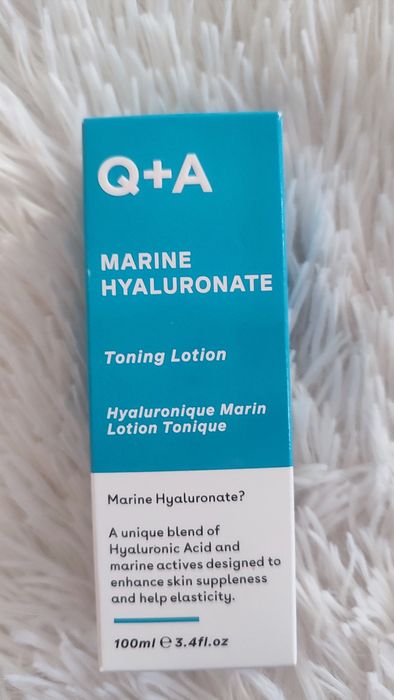 Q+A
MARINE
HYALURONATE
Toning Lotion
Hyaluronique Marin
Lotion Tonique
Marine Hyaluronate?
A unique blend of
Hyaluronic Acid and
marine actives designed to
enhance skin suppleness
and help elasticity.
100ml ℮ 3.4fl.oz